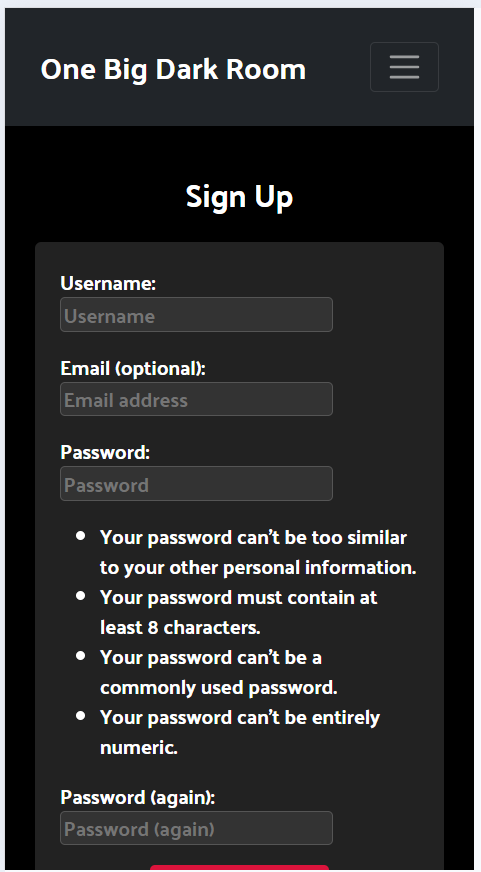 One Big Dark Room
Sign Up
Username:
Username
Email (optional):
Email address
Password:
Password
Your password can’t be too similar
to your other personal information.
Your password must contain at
least 8 characters.
Your password can’t be a
commonly used password.
Your password can’t be entirely
numeric.
Password (again):
Password (again)